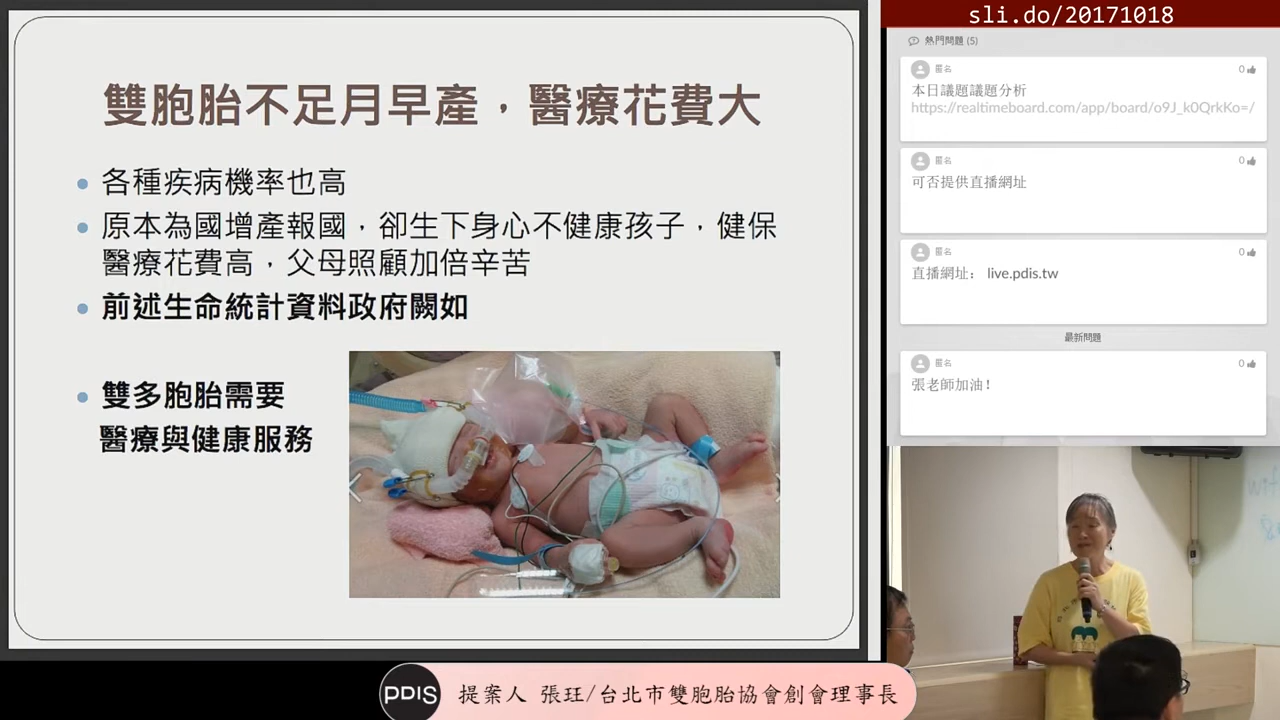 雙胞胎不足月早產，醫療花費大
各種疾病機率也高
原本為國增產報國，卻生下身心不健康孩子，健保
醫療花費高，父母照顧加倍辛苦
前述生命統計資料政府闕如
雙多胞胎需要
醫療與健康服務
sli.do/20171018
熱門問題 (5)
匿名
0
本日議題議題分析
https://realtimeboard.com/app/board/o9J_k0QrkKo=/
匿名
0
可否提供直播網址
匿名
0
直播網址： live.pdis.tw
最新問題
匿名
0
張老師加油！
PDIS
提案人 張珏/台北市雙胞胎協會創會理事長